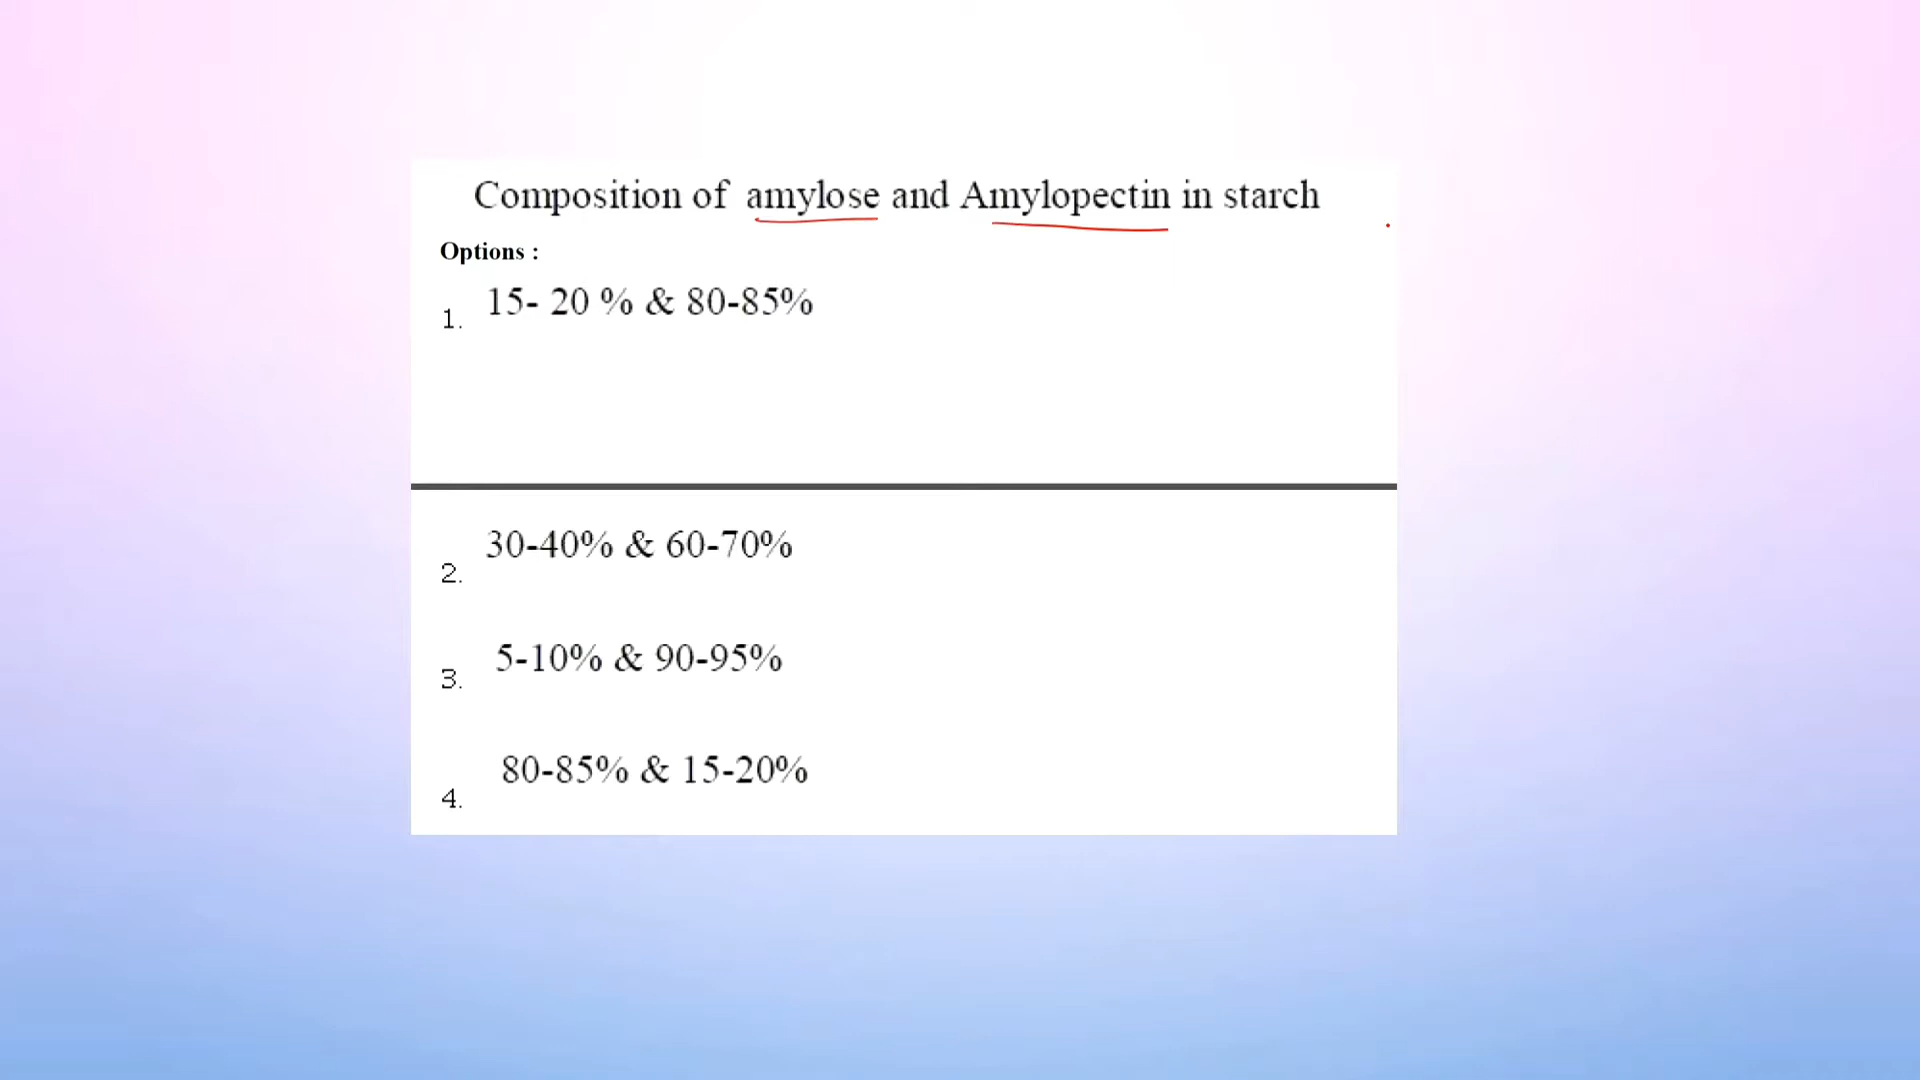 Composition of amylose and Amylopectin in starch
Options :
1. 15- 20 % & 80-85%
2. 30-40% & 60-70%
3. 5-10% & 90-95%
4. 80-85% & 15-20%